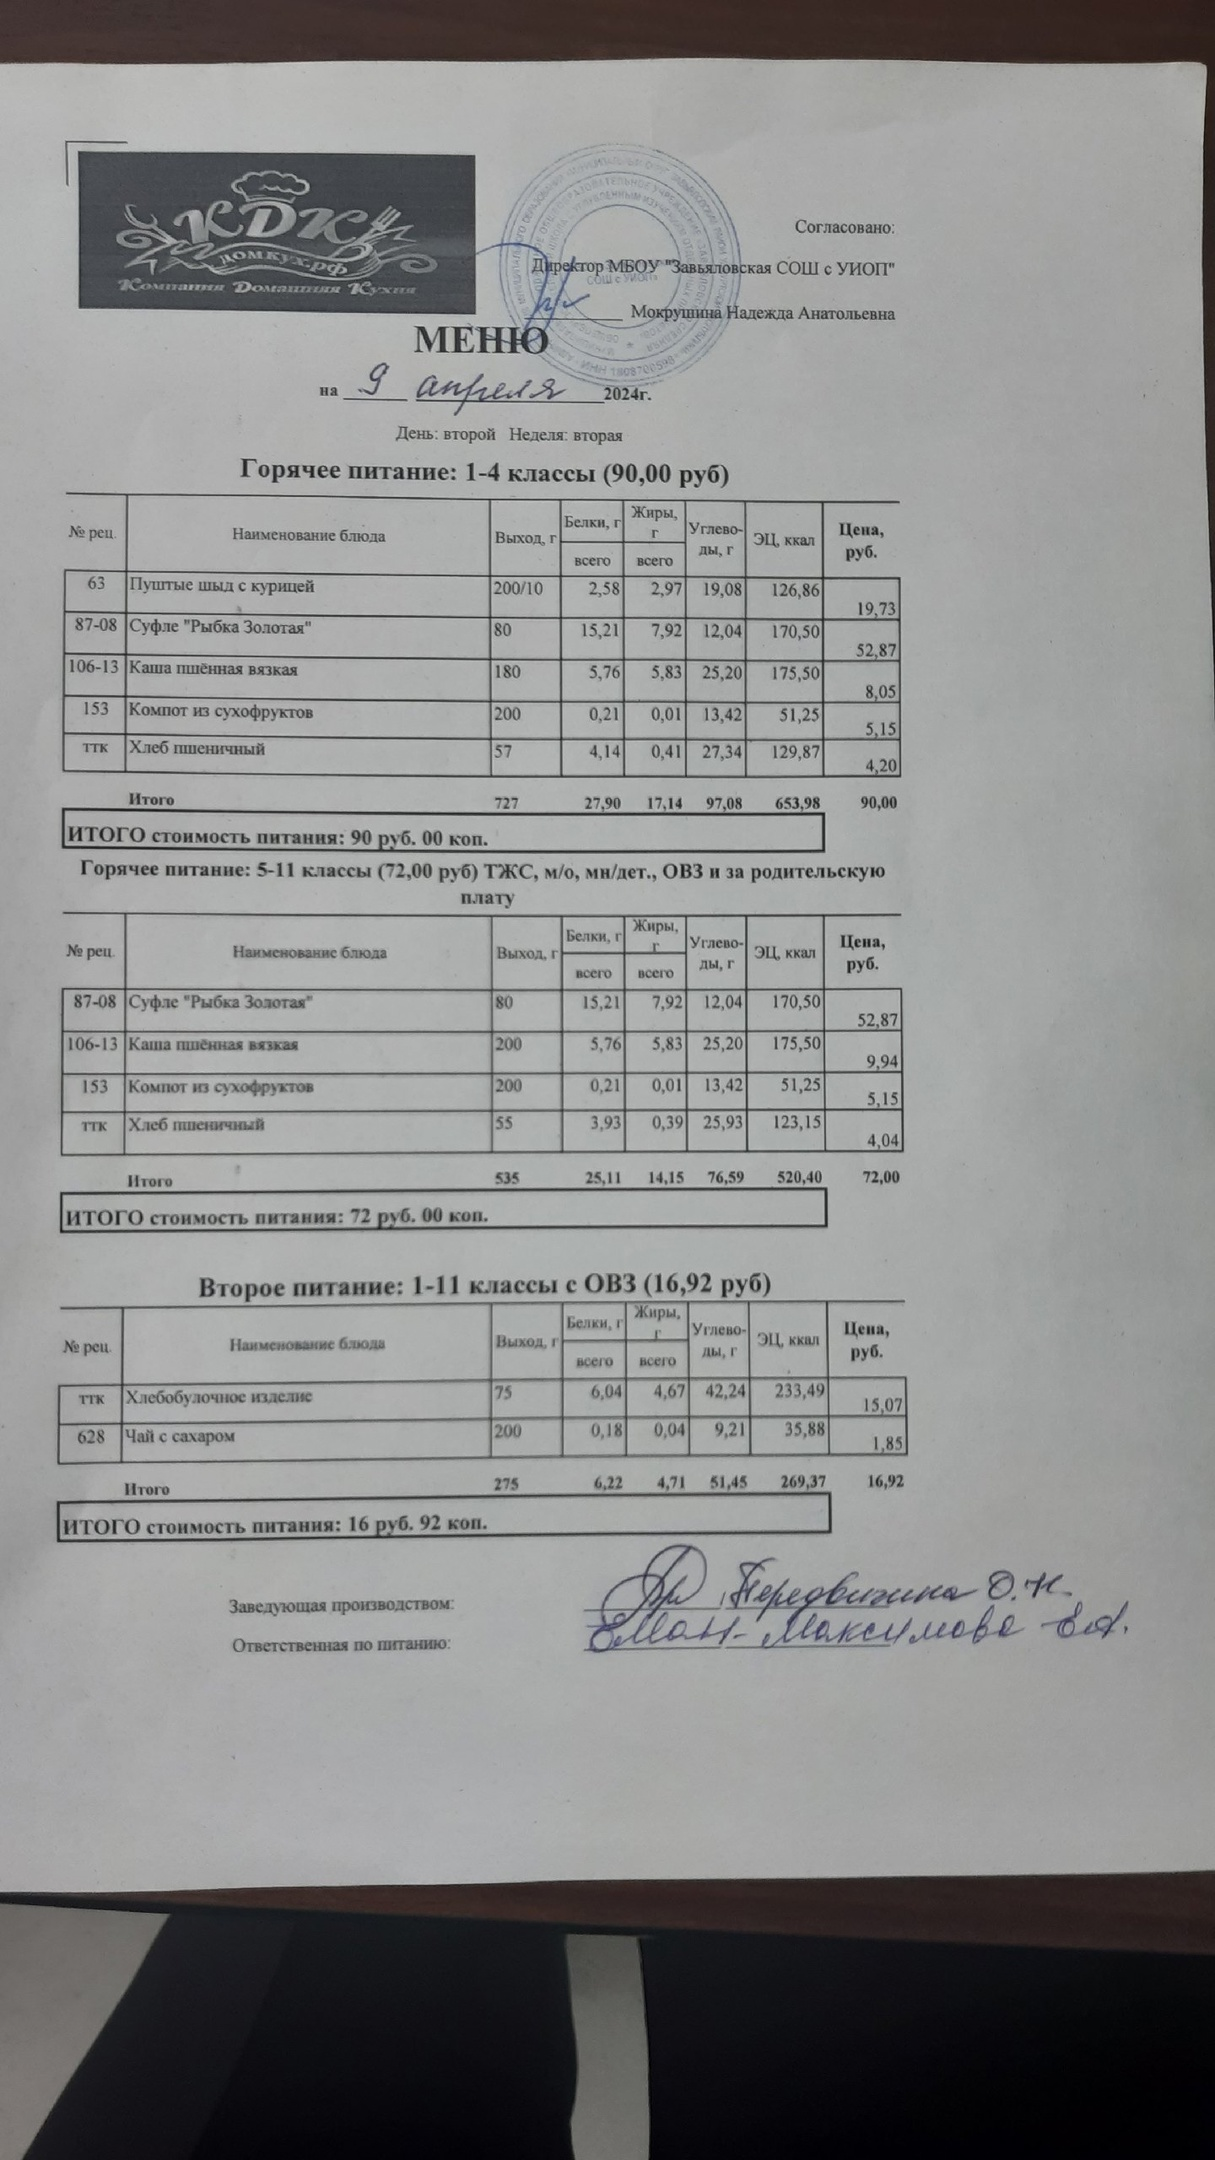 КДК
домкух.рф
Компания Домашняя Кухня
Согласовано:
Директор МБОУ "Завьяловская СОШ с УИОП"
СОШ с УИОП"
Мокрушина Надежда Анатольевна
МЕНЮ
на 9 апреля 2024г.
День: второй Неделя: вторая
Горячее питание: 1-4 классы (90,00 руб)
№ рец. Наименование блюда Выход, г Белки, г всего Жиры, г всего Углево-ды, г ЭЦ, ккал Цена, руб.
63 Пуштые шыд с курицей 200/10 2,58 2,97 19,08 126,86 19,73
87-08 Суфле "Рыбка Золотая" 80 15,21 7,92 12,04 170,50 52,87
106-13 Каша пшённая вязкая 180 5,76 5,83 25,20 175,50 8,05
153 Компот из сухофруктов 200 0,21 0,01 13,42 51,25 5,15
ттк Хлеб пшеничный 57 4,14 0,41 27,34 129,87 4,20
Итого 727 27,90 17,14 97,08 653,98 90,00
ИТОГО стоимость питания: 90 руб. 00 коп.
Горячее питание: 5-11 классы (72,00 руб) ТЖС, м/о, мн/дет., ОВЗ и за родительскую
плату
№ рец. Наименование блюда Выход, г Белки, г всего Жиры, г всего Углево-ды, г ЭЦ, ккал Цена, руб.
87-08 Суфле "Рыбка Золотая" 80 15,21 7,92 12,04 170,50 52,87
106-13 Каша пшённая вязкая 200 5,76 5,83 25,20 175,50 9,94
153 Компот из сухофруктов 200 0,21 0,01 13,42 51,25 5,15
ттк Хлеб пшеничный 55 3,93 0,39 25,93 123,15 4,04
Итого 535 25,11 14,15 76,59 520,40 72,00
ИТОГО стоимость питания: 72 руб. 00 коп.
Второе питание: 1-11 классы с ОВЗ (16,92 руб)
№ рец. Наименование блюда Выход, г Белки, г всего Жиры, г всего Углево-ды, г ЭЦ, ккал Цена, руб.
ттк Хлебобулочное изделие 75 6,04 4,67 42,24 233,49 15,07
628 Чай с сахаром 200 0,18 0,04 9,21 35,88 1,85
Итого 275 6,22 4,71 51,45 269,37 16,92
ИТОГО стоимость питания: 16 руб. 92 коп.
Заведующая производством: Передвигина О.Н.
Ответственная по питанию: Максимова Е.А.